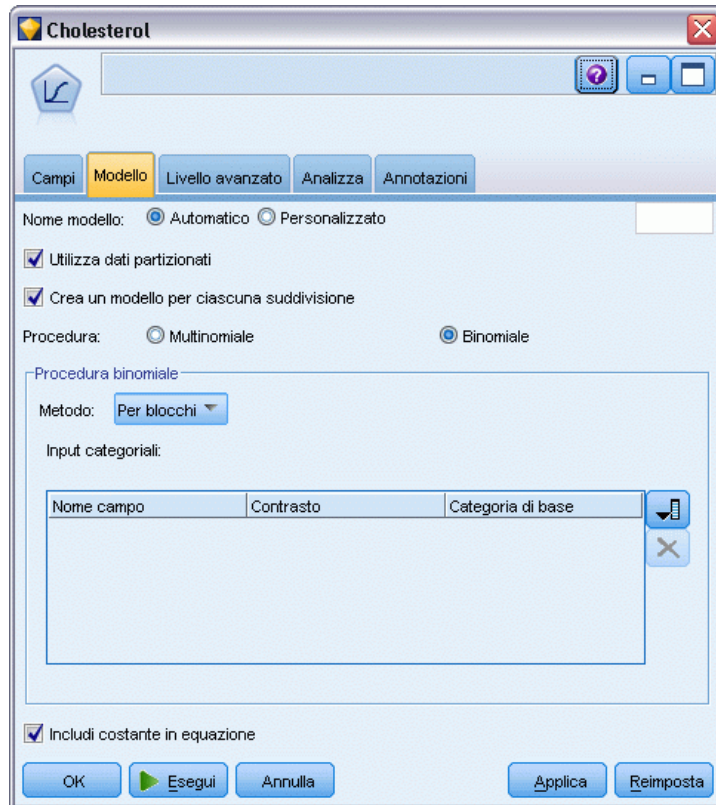 Cholesterol
Campi Modello Livello avanzato Analizza Annotazioni
Nome modello: Automatico Personalizzato
Utilizza dati partizionati
Crea un modello per ciascuna suddivisione
Procedura: Multinomiale Binomiale
Procedura binomiale
Metodo: Per blocchi
Input categoriali:
Nome campo Contrasto Categoria di base
Includi costante in equazione
OK Esegui Annulla Applica Reimposta